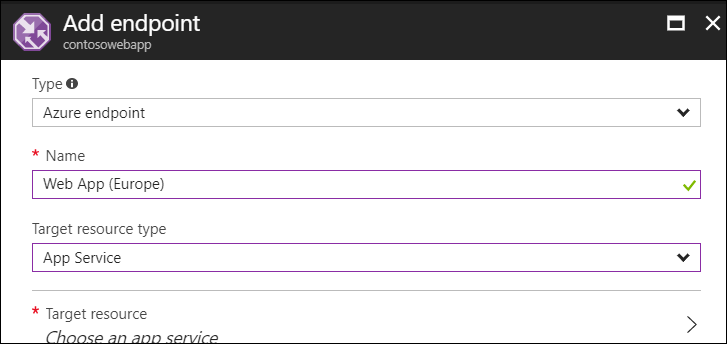 Add endpoint
contosowebapp
Type
Azure endpoint
* Name
Web App (Europe)
Target resource type
App Service
* Target resource
Choose an app service